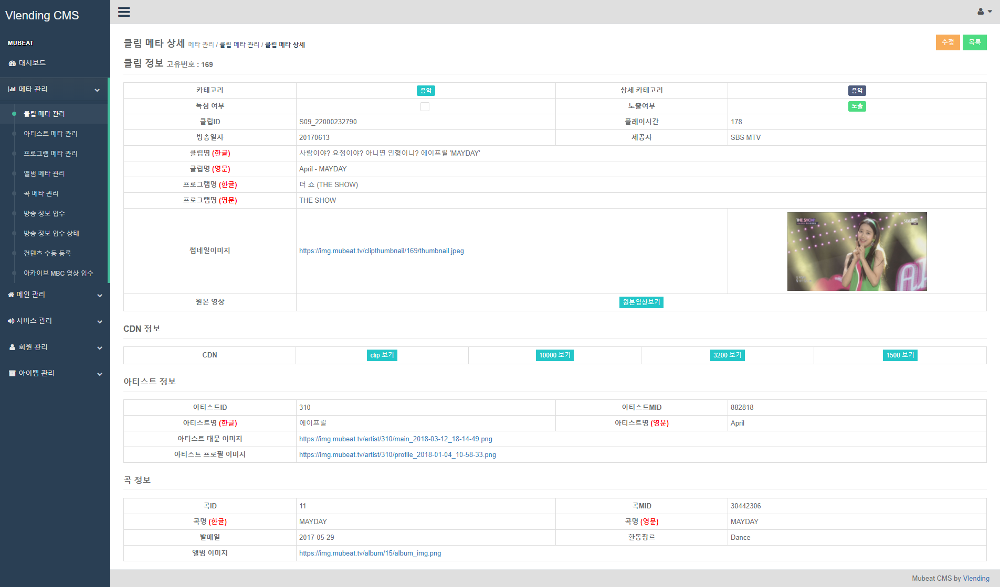 Vlending CMS
MUBEAT
대시보드
메타 관리
클립 메타 관리
아티스트 메타 관리
프로그램 메타 관리
앨범 메타 관리
곡 메타 관리
방송 정보 입수
방송 정보 입수 상태
컨텐츠 수동 등록
아카이브 MBC 영상 입수
메인 관리
서비스 관리
회원 관리
아이템 관리
클립 메타 상세 메타 관리 / 클립 메타 관리 / 클립 메타 상세
수정 목록
클립 정보 고유번호 : 169
카테고리 음악 상세 카테고리 음악
독점 여부 노출여부 노출
클립ID S09_22000232790 플레이시간 178
방송일자 20170613 제공사 SBS MTV
클립명 (한글) 사람이야? 요정이야? 아니면 인형이니? 에이프릴 'MAYDAY'
클립명 (영문) April - MAYDAY
프로그램명 (한글) 더 쇼 (THE SHOW)
프로그램명 (영문) THE SHOW
썸네일이미지 https://img.mubeat.tv/clipthumbnail/169/thumbnail.jpeg
THE SHOW
원본 영상 원본영상보기
CDN 정보
CDN clip 보기 10000 보기 3200 보기 1500 보기
아티스트 정보
아티스트ID 310 아티스트MID 882818
아티스트명 (한글) 에이프릴 아티스트명 (영문) April
아티스트 대문 이미지 https://img.mubeat.tv/artist/310/main_2018-03-12_18-14-49.png
아티스트 프로필 이미지 https://img.mubeat.tv/artist/310/profile_2018-01-04_10-58-33.png
곡 정보
곡ID 11 곡MID 30442306
곡명 (한글) MAYDAY 곡명 (영문) MAYDAY
발매일 2017-05-29 활동장르 Dance
앨범 이미지 https://img.mubeat.tv/album/15/album_img.png
Mubeat CMS by Vlending